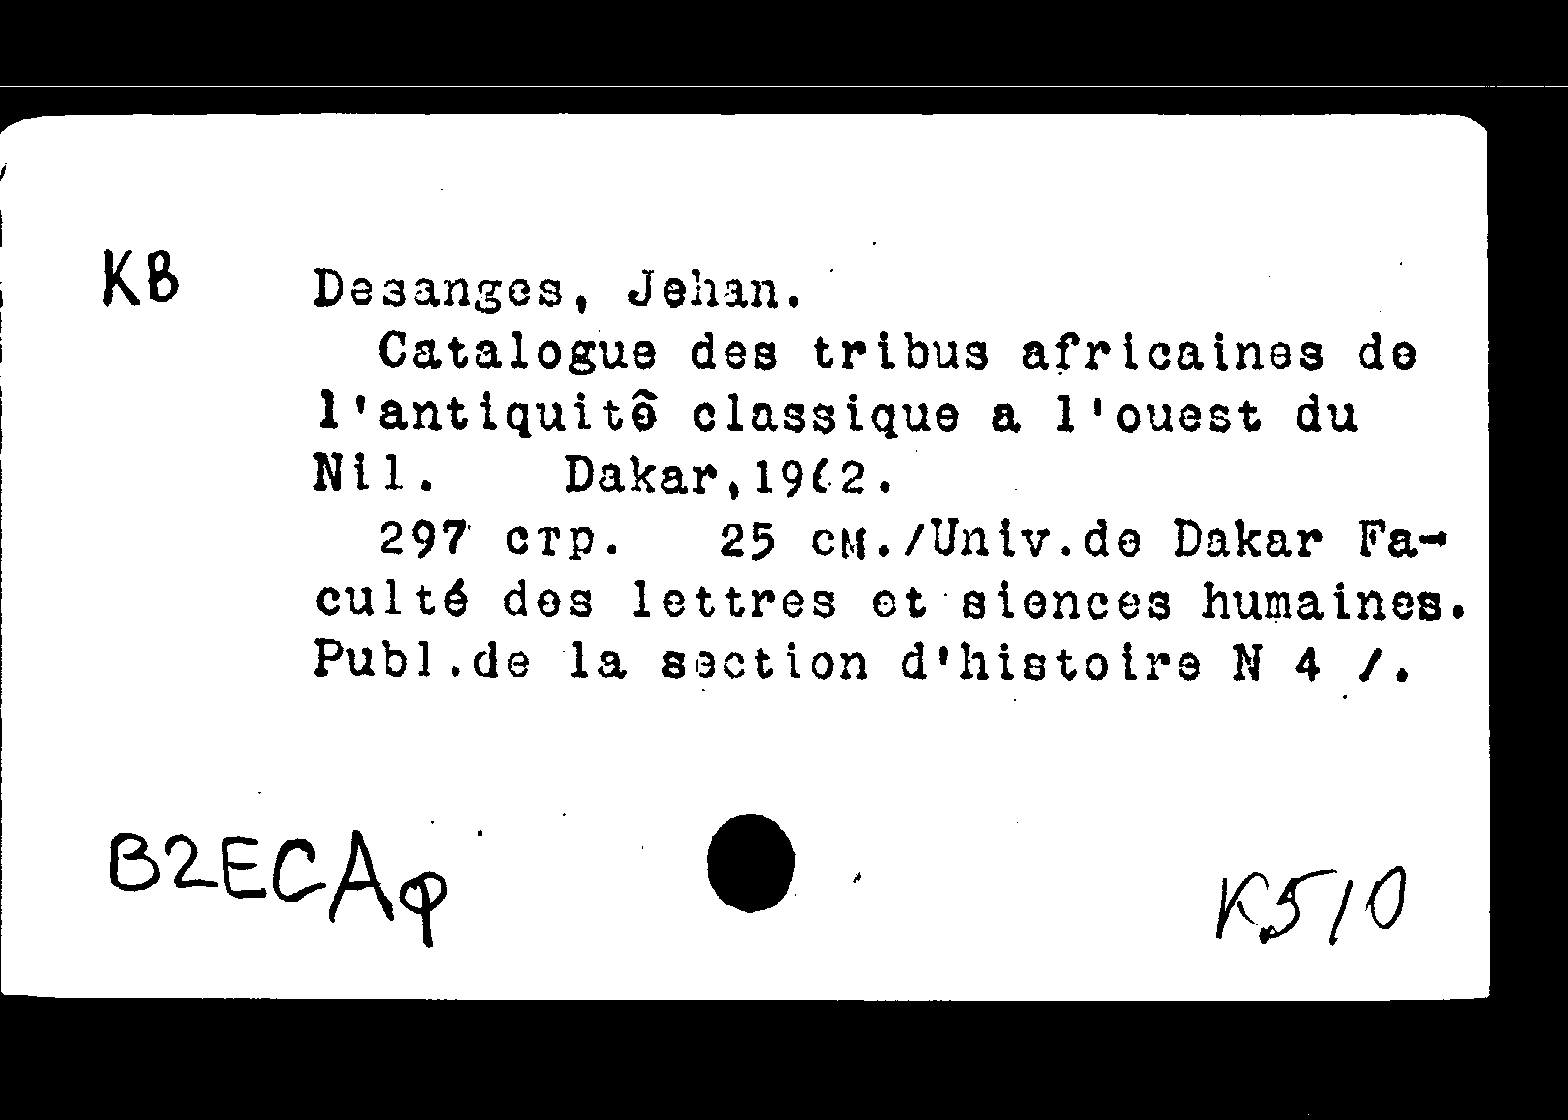 KB
Desanges, Jehan.
Catalogue des tribus africaines de
l'antiquitê classique a l'ouest du
Nil. Dakar,1962.
297 стр. 25 см./Univ.de Dakar Fa-
culté des lettres et siences humaines.
Publ.de la section d'histoire N 4 /.
B2ECAφ
K510